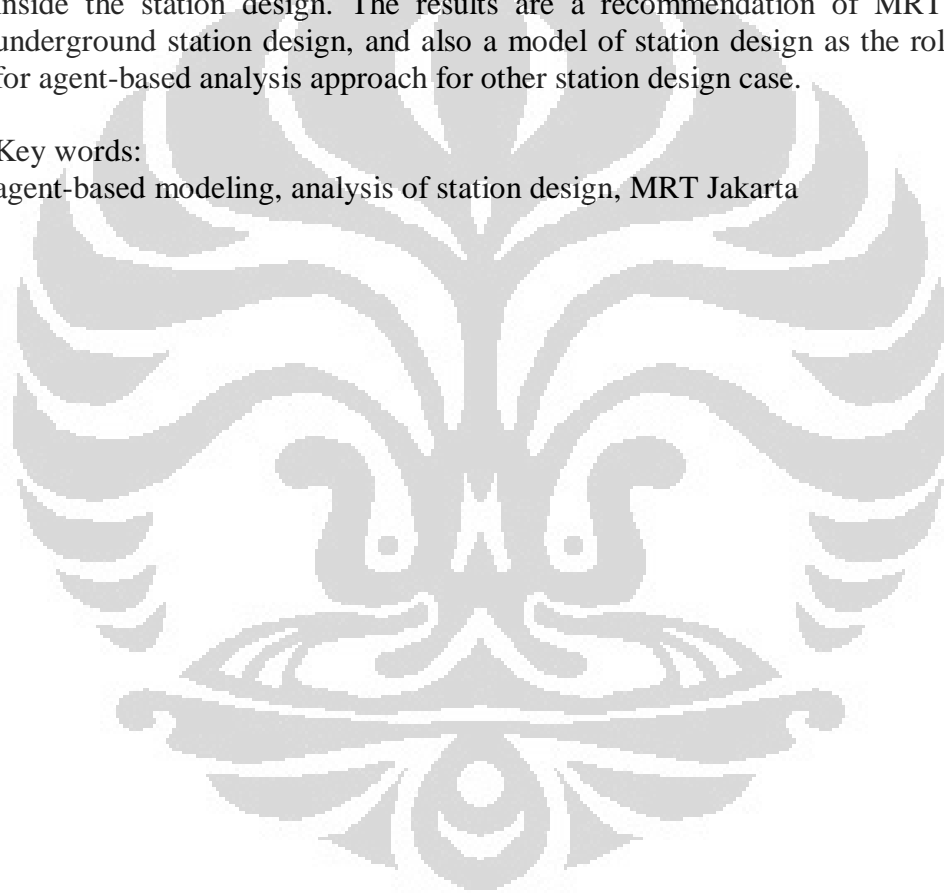 inside the station design. The results are a recommendation of MRT
underground station design, and also a model of station design as the rol
for agent-based analysis approach for other station design case.
Key words:
agent-based modeling, analysis of station design, MRT Jakarta